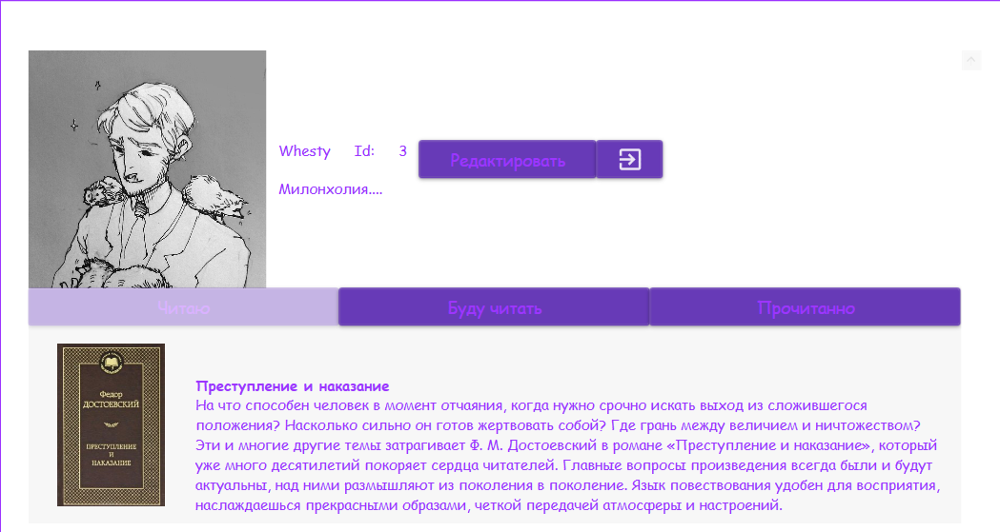 Whesty Id: 3
Редактировать
Милонхолия....
Читаю
Буду читать
Прочитанно
Федор
ДОСТОЕВСКИЙ
ПРЕСТУПЛЕНИЕ
И
НАКАЗАНИЕ
Преступление и наказание
На что способен человек в момент отчаяния, когда нужно срочно искать выход из сложившегося
положения? Насколько сильно он готов жертвовать собой? Где грань между величием и ничтожеством?
Эти и многие другие темы затрагивает Ф. М. Достоевский в романе «Преступление и наказание», который
уже много десятилетий покоряет сердца читателей. Главные вопросы произведения всегда были и будут
актуальны, над ними размышляют из поколения в поколение. Язык повествования удобен для восприятия,
наслаждаешься прекрасными образами, четкой передачей атмосферы и настроений.